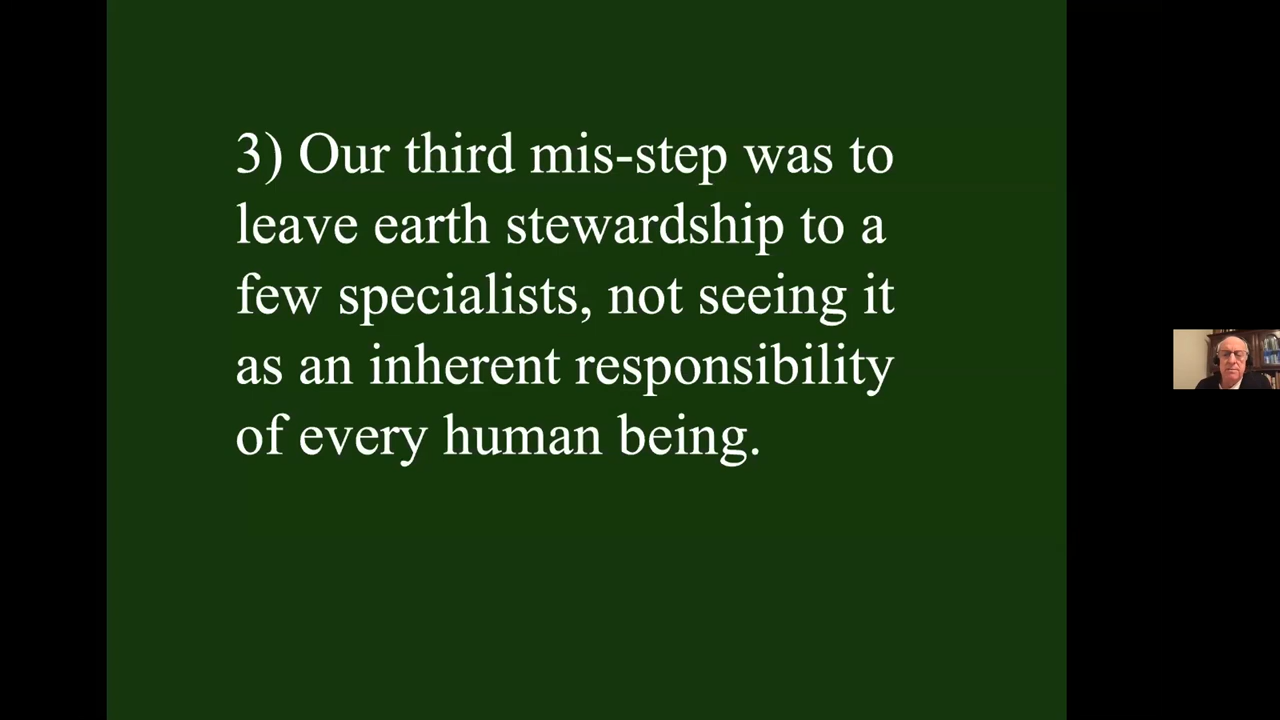 3) Our third mis-step was to
leave earth stewardship to a
few specialists, not seeing it
as an inherent responsibility
of every human being.